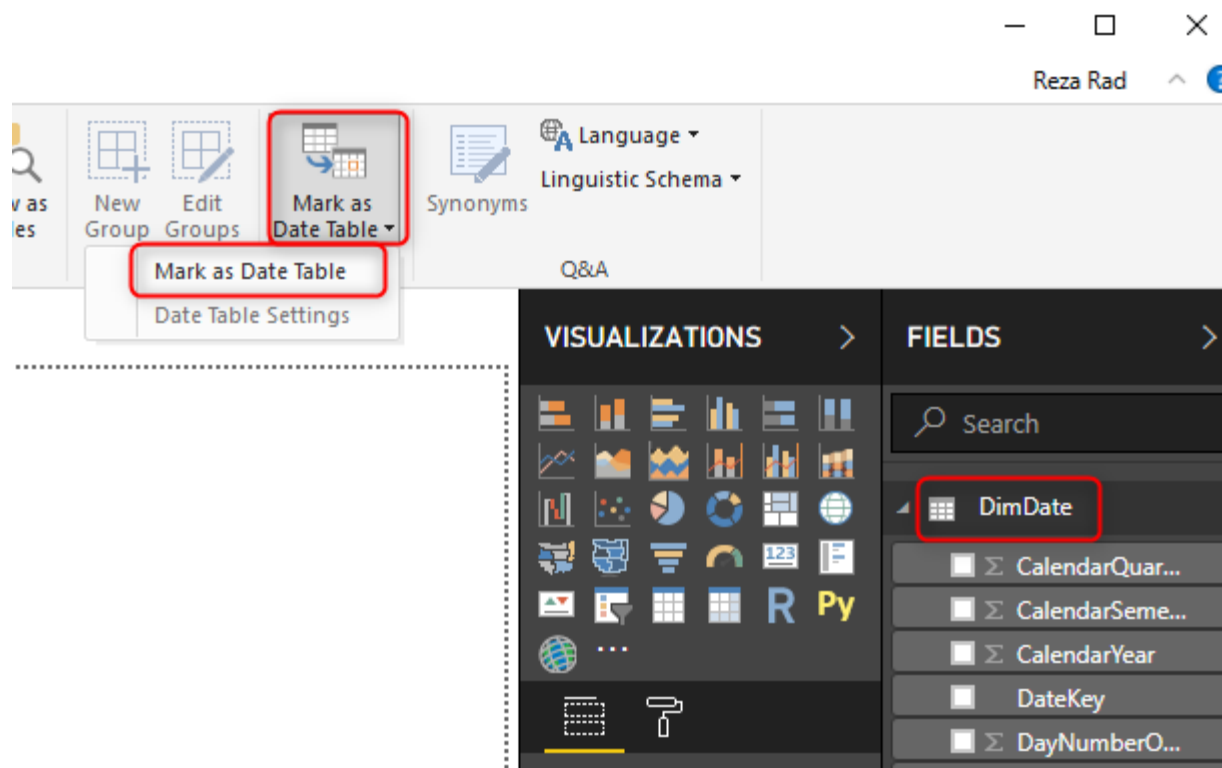 Reza Rad
Language
Linguistic Schema
as
New
Group
Edit
Groups
Mark as
Date Table
Synonyms
Mark as Date Table
Date Table Settings
Q&A
VISUALIZATIONS
FIELDS
Search
DimDate
123
R
Py
Σ CalendarQuar...
Σ CalendarSeme...
Σ CalendarYear
DateKey
Σ DayNumberO...